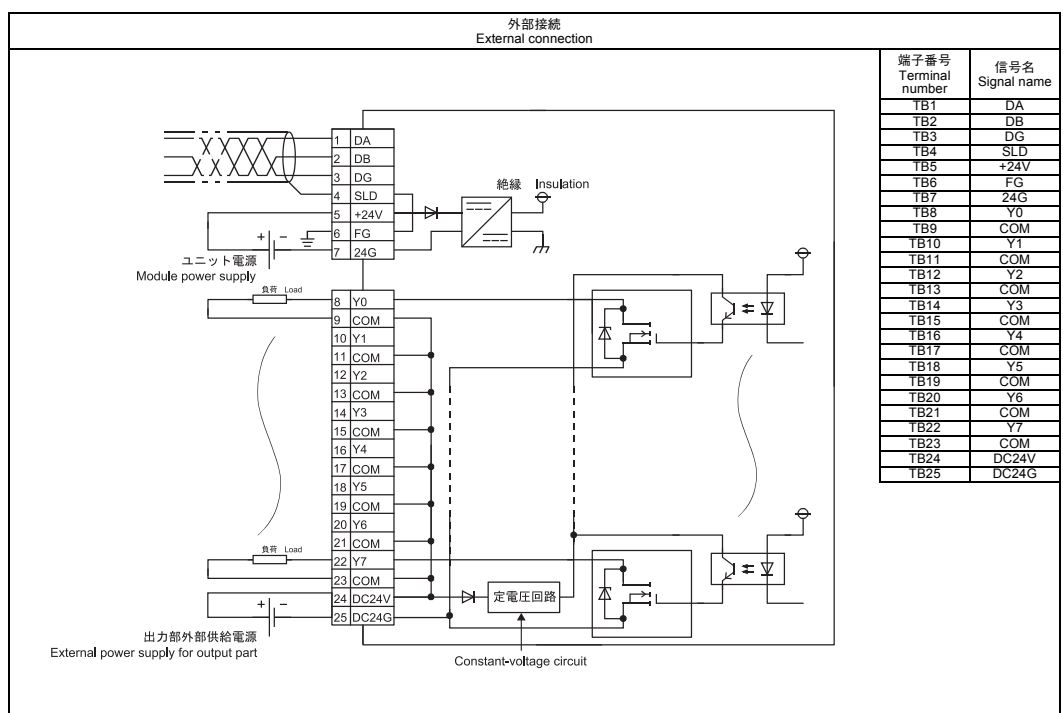 外部接続
External connection
端子番号
Terminal
number
信号名
Signal name
TB1 DA
TB2 DB
TB3 DG
TB4 SLD
TB5 +24V
TB6 FG
TB7 24G
TB8 Y0
TB9 COM
TB10 Y1
TB11 COM
TB12 Y2
TB13 COM
TB14 Y3
TB15 COM
TB16 Y4
TB17 COM
TB18 Y5
TB19 COM
TB20 Y6
TB21 COM
TB22 Y7
TB23 COM
TB24 DC24V
TB25 DC24G
1 DA
2 DB
3 DG
4 SLD
5 +24V
6 FG
7 24G
絶縁 Insulation
+ −
ユニット電源
Module power supply
負荷 Load
8 Y0
9 COM
10 Y1
11 COM
12 Y2
13 COM
14 Y3
15 COM
16 Y4
17 COM
18 Y5
19 COM
20 Y6
21 COM
負荷 Load
22 Y7
23 COM
24 DC24V
25 DC24G
定電圧回路
+ −
出力部外部供給電源
External power supply for output part
Constant-voltage circuit